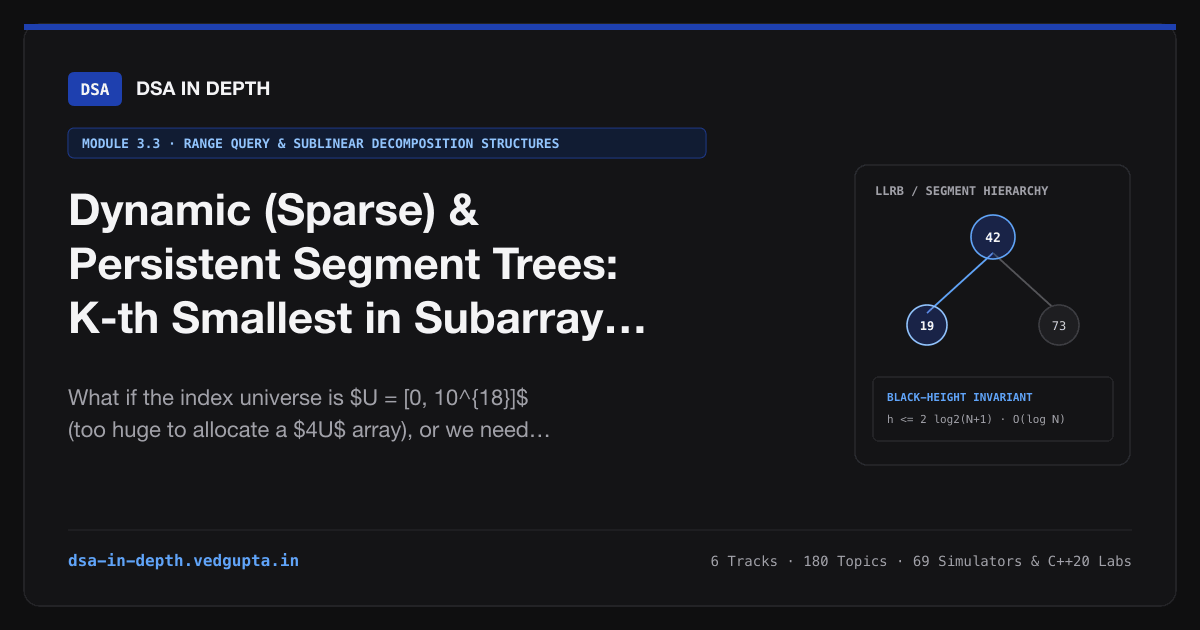 DSA
DSA IN DEPTH
MODULE 3.3 · RANGE QUERY & SUBLINEAR DECOMPOSITION STRUCTURES
Dynamic (Sparse) &
Persistent Segment Trees:
K-th Smallest in Subarray...
What if the index universe is $U = [0, 10^{18}]$
(too huge to allocate a $4U$ array), or we need...
LLRB / SEGMENT HIERARCHY
42
19
73
BLACK-HEIGHT INVARIANT
h <= 2 log2(N+1) · O(log N)
dsa-in-depth.vedgupta.in
6 Tracks · 180 Topics · 69 Simulators & C++20 Labs